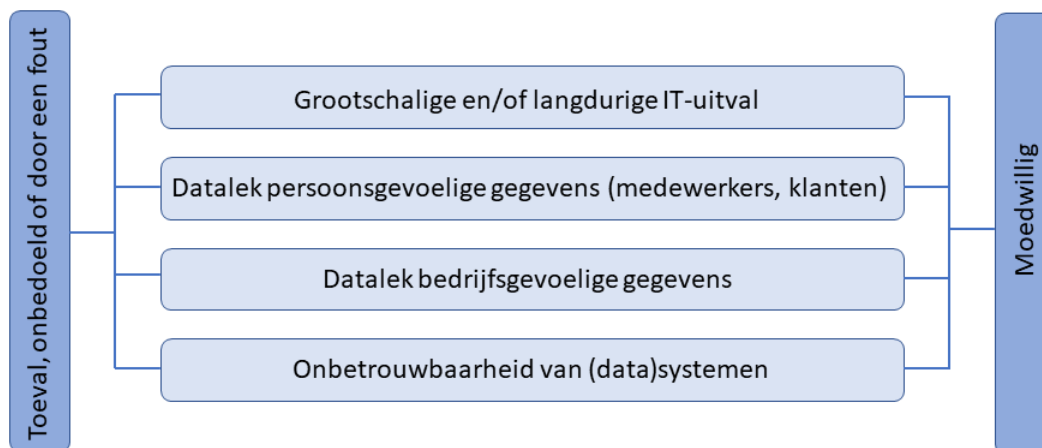 Toeval, onbedoeld of door een fout
Grootschalige en/of langdurige IT-uitval
Datalek persoonsgevoelige gegevens (medewerkers, klanten)
Datalek bedrijfsgevoelige gegevens
Onbetrouwbaarheid van (data)systemen
Moedwillig